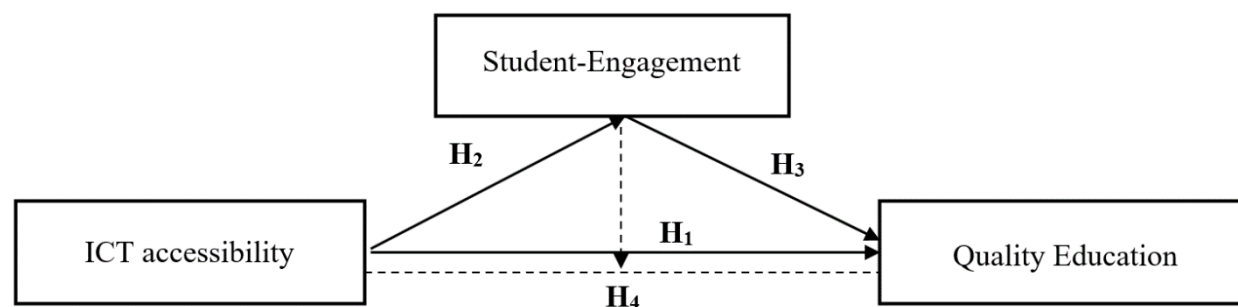 Student-Engagement
H₂
H₃
ICT accessibility
H₁
Quality Education
H₄